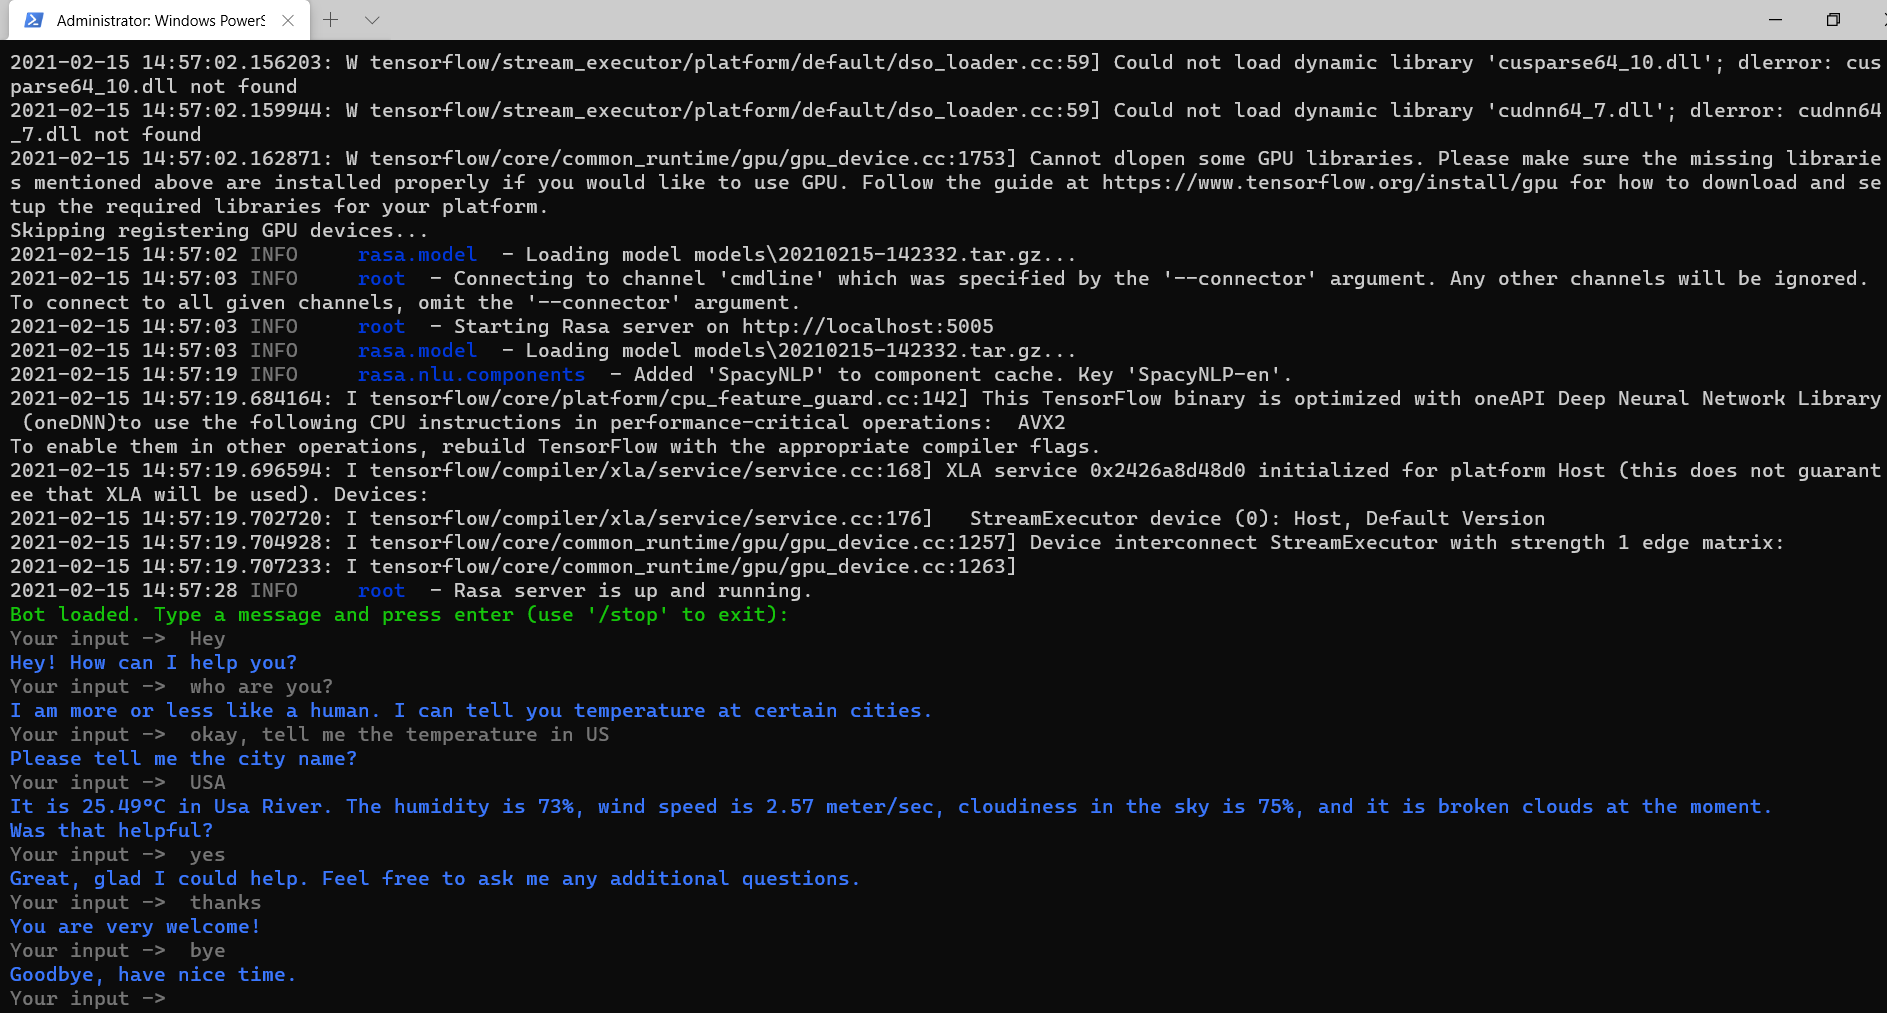 Administrator: Windows PowerS
2021-02-15 14:57:02.156203: W tensorflow/stream_executor/platform/default/dso_loader.cc:59] Could not load dynamic library 'cusparse64_10.dll'; dlerror: cus
parse64_10.dll not found
2021-02-15 14:57:02.159944: W tensorflow/stream_executor/platform/default/dso_loader.cc:59] Could not load dynamic library 'cudnn64_7.dll'; dlerror: cudnn64
_7.dll not found
2021-02-15 14:57:02.162871: W tensorflow/core/common_runtime/gpu/gpu_device.cc:1753] Cannot dlopen some GPU libraries. Please make sure the missing librarie
s mentioned above are installed properly if you would like to use GPU. Follow the guide at https://www.tensorflow.org/install/gpu for how to download and se
tup the required libraries for your platform.
Skipping registering GPU devices...
2021-02-15 14:57:02 INFO     rasa.model  - Loading model models\20210215-142332.tar.gz...
2021-02-15 14:57:03 INFO     root  - Connecting to channel 'cmdline' which was specified by the '--connector' argument. Any other channels will be ignored.
To connect to all given channels, omit the '--connector' argument.
2021-02-15 14:57:03 INFO     root  - Starting Rasa server on http://localhost:5005
2021-02-15 14:57:03 INFO     rasa.model  - Loading model models\20210215-142332.tar.gz...
2021-02-15 14:57:19 INFO     rasa.nlu.components  - Added 'SpacyNLP' to component cache. Key 'SpacyNLP-en'.
2021-02-15 14:57:19.684164: I tensorflow/core/platform/cpu_feature_guard.cc:142] This TensorFlow binary is optimized with oneAPI Deep Neural Network Library
 (oneDNN)to use the following CPU instructions in performance-critical operations:  AVX2
To enable them in other operations, rebuild TensorFlow with the appropriate compiler flags.
2021-02-15 14:57:19.696594: I tensorflow/compiler/xla/service/service.cc:168] XLA service 0x2426a8d48d0 initialized for platform Host (this does not guarant
ee that XLA will be used). Devices:
2021-02-15 14:57:19.702720: I tensorflow/compiler/xla/service/service.cc:176]   StreamExecutor device (0): Host, Default Version
2021-02-15 14:57:19.704928: I tensorflow/core/common_runtime/gpu/gpu_device.cc:1257] Device interconnect StreamExecutor with strength 1 edge matrix:
2021-02-15 14:57:19.707233: I tensorflow/core/common_runtime/gpu/gpu_device.cc:1263]
2021-02-15 14:57:28 INFO     root  - Rasa server is up and running.
Bot loaded. Type a message and press enter (use '/stop' to exit):
Your input ->  Hey
Hey! How can I help you?
Your input ->  who are you?
I am more or less like a human. I can tell you temperature at certain cities.
Your input ->  okay, tell me the temperature in US
Please tell me the city name?
Your input ->  USA
It is 25.49°C in Usa River. The humidity is 73%, wind speed is 2.57 meter/sec, cloudiness in the sky is 75%, and it is broken clouds at the moment.
Was that helpful?
Your input ->  yes
Great, glad I could help. Feel free to ask me any additional questions.
Your input ->  thanks
You are very welcome!
Your input ->  bye
Goodbye, have nice time.
Your input ->